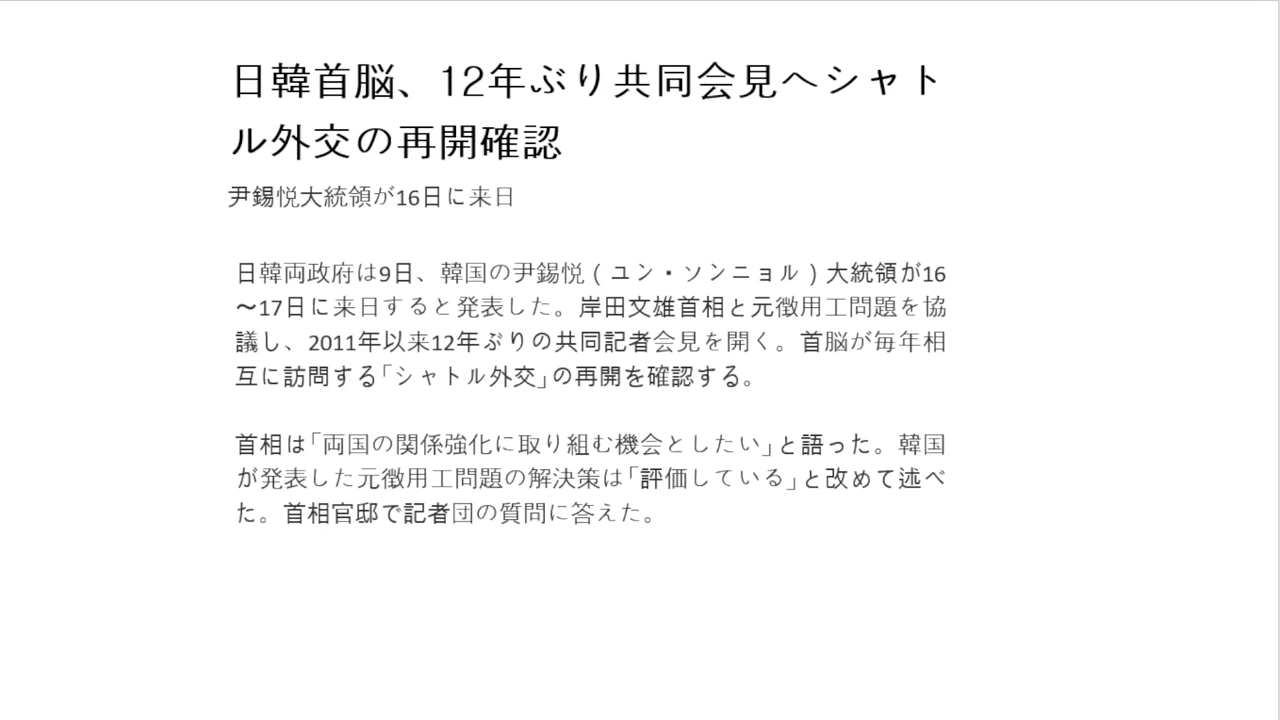 日韓首脳、12年ぶり共同会見へシャト
ル外交の再開確認
尹錫悦大統領が16日に来日
日韓両政府は9日、韓国の尹錫悦（ユン・ソンニョル）大統領が16
〜17日に来日すると発表した。岸田文雄首相と元徴用工問題を協
議し、2011年以来12年ぶりの共同記者会見を開く。首脳が毎年相
互に訪問する「シャトル外交」の再開を確認する。
首相は「両国の関係強化に取り組む機会としたい」と語った。韓国
が発表した元徴用工問題の解決策は「評価している」と改めて述べ
た。首相官邸で記者団の質問に答えた。